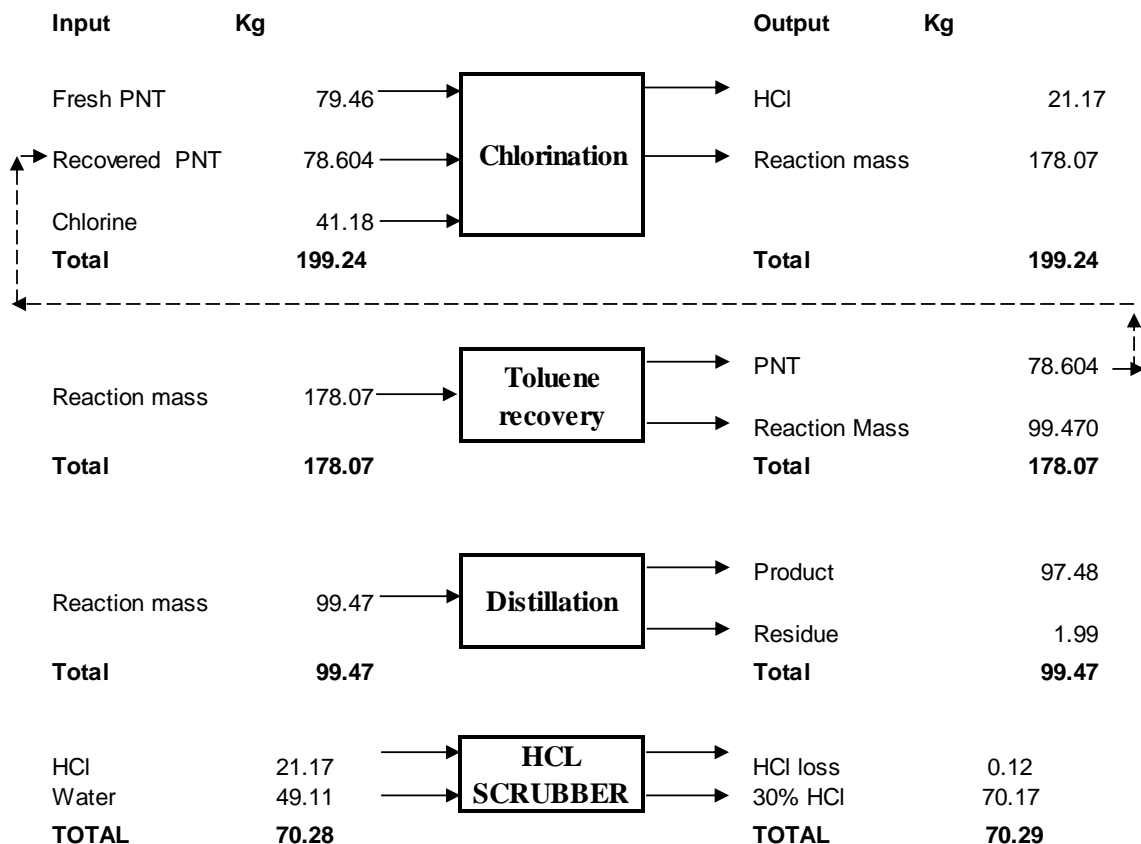 Input Kg Output Kg
Fresh PNT 79.46 HCl 21.17
Recovered PNT 78.604 Chlorination Reaction mass 178.07
Chlorine 41.18
Total 199.24 Total 199.24
PNT 78.604
Toluene
Reaction mass 178.07 recovery
Reaction Mass 99.470
Total 178.07 Total 178.07
Product 97.48
Reaction mass 99.47 Distillation
Residue 1.99
Total 99.47 Total 99.47
HCl 21.17 HCL HCl loss 0.12
Water 49.11 SCRUBBER 30% HCl 70.17
TOTAL 70.28 TOTAL 70.29